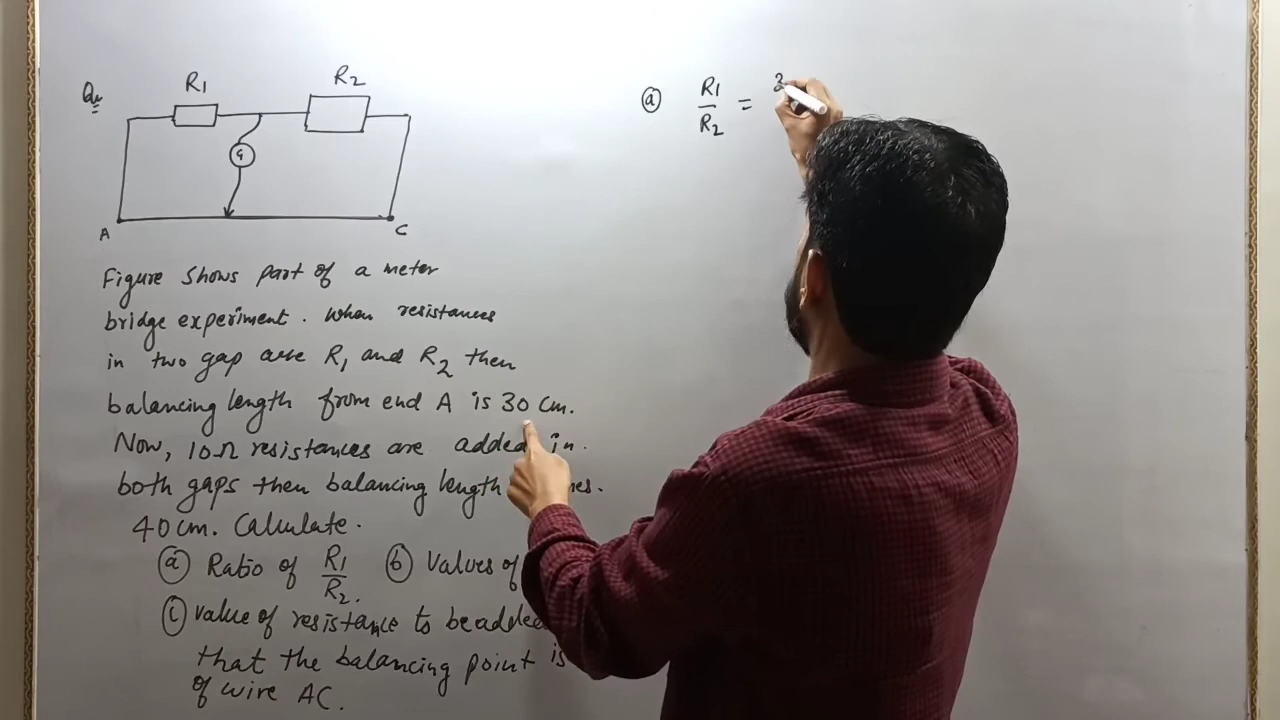 Qu
R1
R2
G
A
C
Figure shows part of a meter
bridge experiment. When resistances
in two gap are R1 and R2 then
balancing length from end A is 30 cm.
Now, 10Ω resistances are added in.
both gaps then balancing length
40 cm. Calculate.
(a) Ratio of R1/R2. (b) Values of
(c) value of resistance to be added
that the balancing point is
of wire AC.
(a) R1/R2 = 3